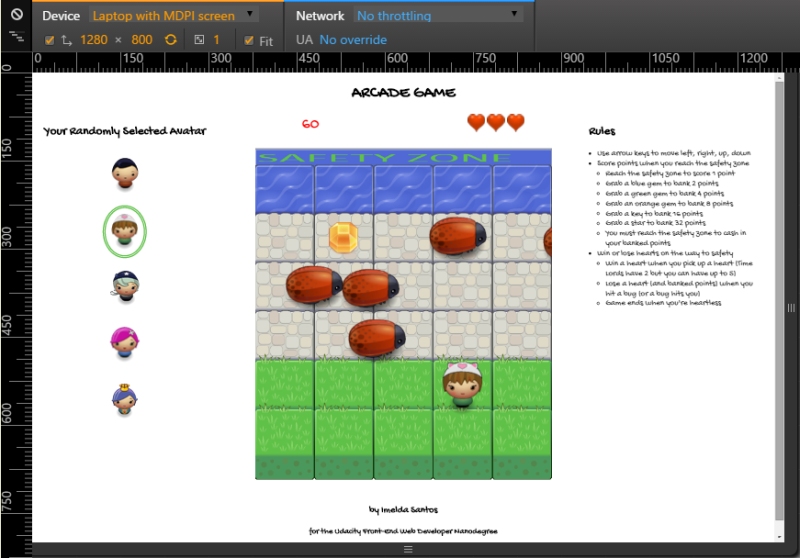 Device Laptop with MDPI screen Network No throttling
1280 × 800 1 Fit UA No override
0 150 300 450 600 750 900 1050 1200
0
150
300
450
600
750
ARCADE GAME
60
Your Randomly Selected Avatar
SAFETY ZONE
Rules
Use arrow keys to move left, right, up, down
Score points when you reach the safety zone
Reach the safety zone to score 1 point
Grab a blue gem to bank 2 points
Grab a green gem to bank 4 points
Grab an orange gem to bank 8 points
Grab a key to bank 16 points
Grab a star to bank 32 points
You must reach the safety zone to cash in
your banked points
Win or lose hearts on the way to safety
Win a heart when you pick up a heart (Time
Lords have 2 but you can have up to 5)
Lose a heart (and banked points) when you
hit a bug (or a bug hits you)
Game ends when you're heartless
by Imelda Santos
for the Udacity Front-End Web Developer Nanodegree